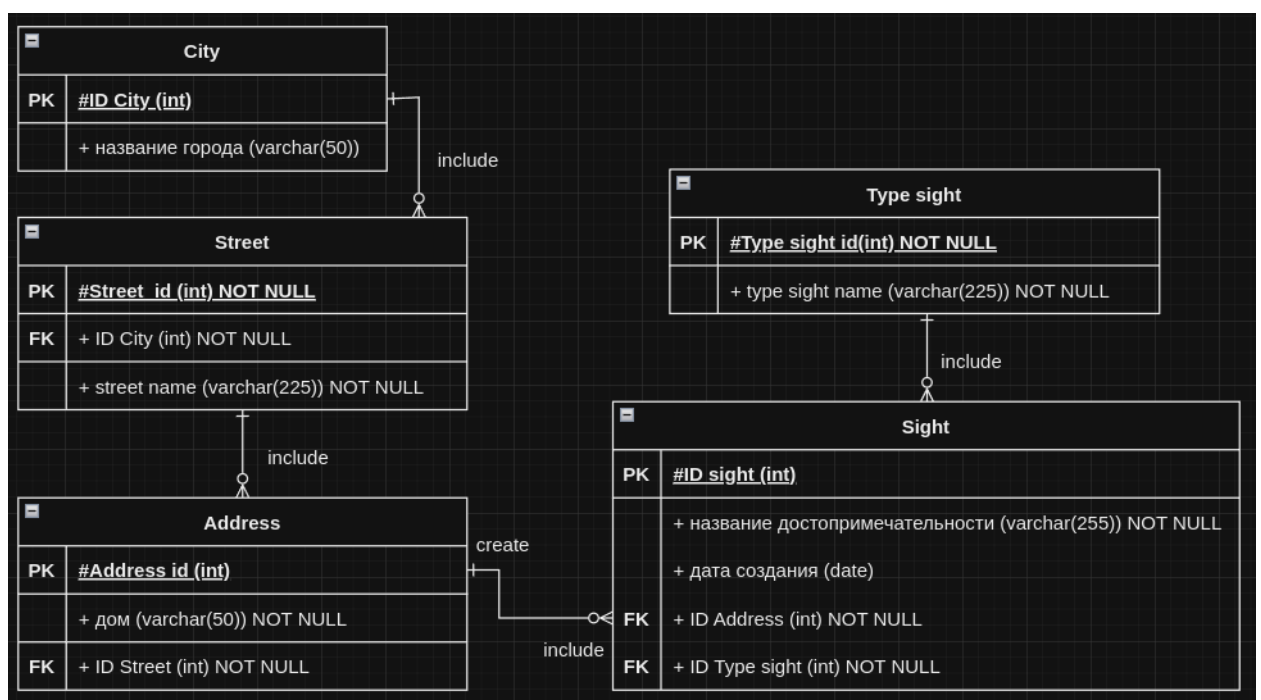 City
PK #ID City (int)
+ название города (varchar(50))
include
Street
PK #Street_id (int) NOT NULL
FK + ID City (int) NOT NULL
+ street name (varchar(225)) NOT NULL
include
Address
PK #Address id (int)
+ дом (varchar(50)) NOT NULL
FK + ID Street (int) NOT NULL
create
include
Type sight
PK #Type sight id(int) NOT NULL
+ type sight name (varchar(225)) NOT NULL
include
Sight
PK #ID sight (int)
+ название достопримечательности (varchar(255)) NOT NULL
+ дата создания (date)
FK + ID Address (int) NOT NULL
FK + ID Type sight (int) NOT NULL